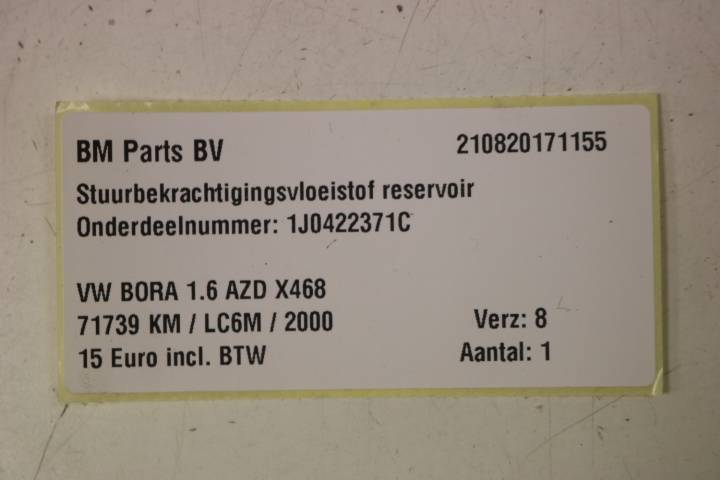 BM Parts BV 210820171155
Stuurbekrachtigingsvloeistof reservoir
Onderdeelnummer: 1J0422371C
VW BORA 1.6 AZD X468
71739 KM / LC6M / 2000 Verz: 8
15 Euro incl. BTW Aantal: 1